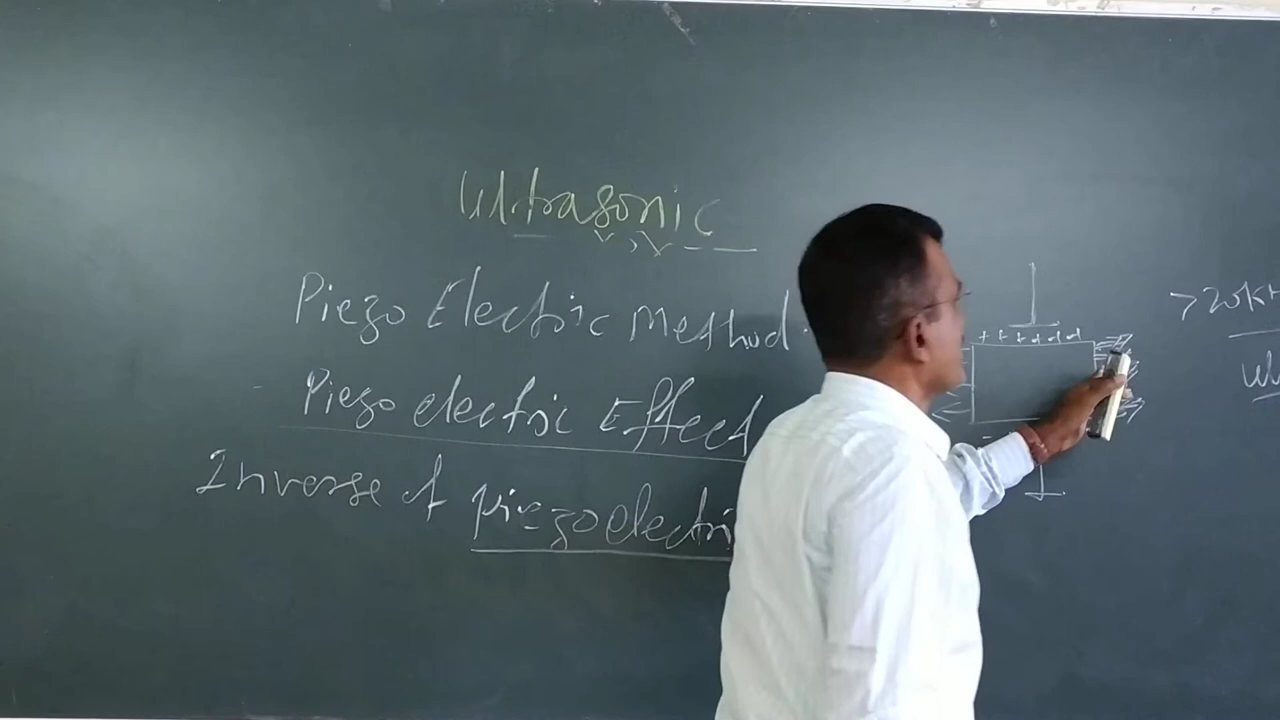 Ultrasonic
Piezo Electric Method.
Piezo electric Effect
Inverse of piezoelectri
+ + + + + +
>20KH